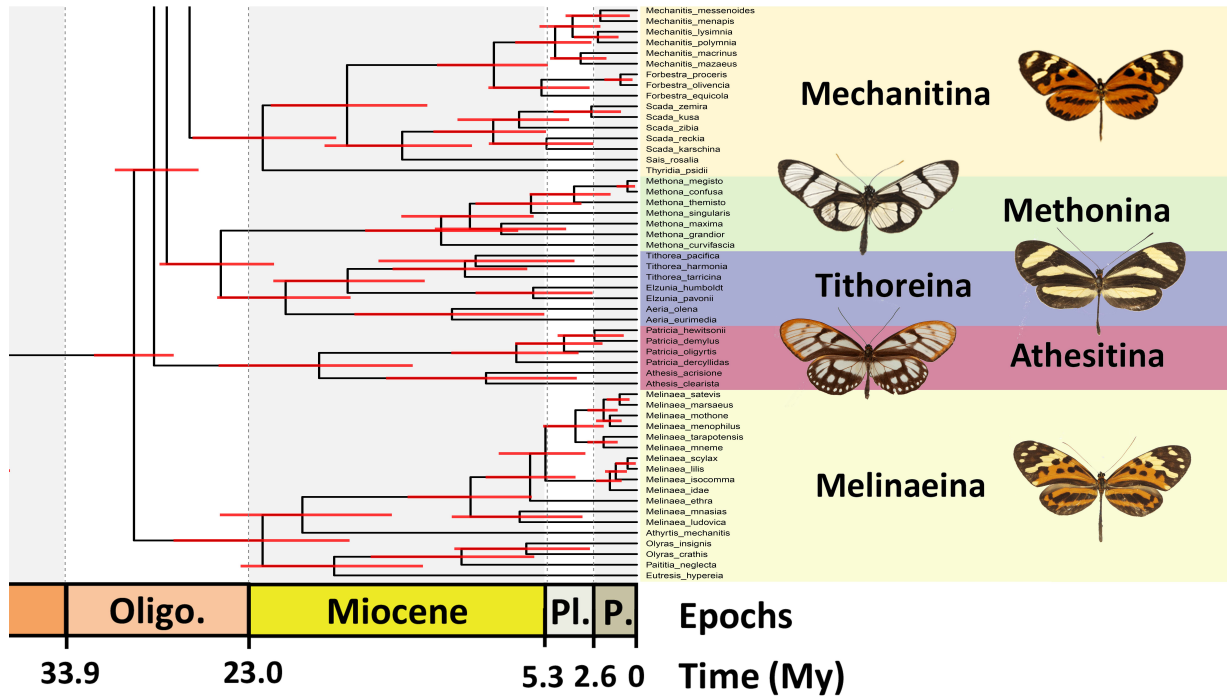 Mechanitis_messenoides
Mechanitis_menapis
Mechanitis_lysimnia
Mechanitis_polymnia
Mechanitis_macrinus
Mechanitis_mazaeus
Forbestra_proceris
Forbestra_olivencia
Forbestra_equicola
Scada_zemira
Scada_kusa
Scada_zibia
Scada_reckia
Scada_karschina
Sais_rosalia
Thyridia_psidii
Mechanitina
Methona_megisto
Methona_confusa
Methona_themisto
Methona_singularis
Methona_maxima
Methona_grandior
Methona_curvifascia
Methonina
Tithorea_pacifica
Tithorea_harmonia
Tithorea_tarricina
Elzunia_humboldt
Elzunia_pavonii
Aeria_olena
Aeria_eurimedia
Tithoreina
Patricia_hewitsonii
Patricia_demylus
Patricia_oligyrtis
Patricia_dercyllidas
Athesis_acrisione
Athesis_clearista
Athesitina
Melinaea_satevis
Melinaea_marsaeus
Melinaea_mothone
Melinaea_menophilus
Melinaea_tarapotensis
Melinaea_mneme
Melinaea_scylax
Melinaea_lilis
Melinaea_isocomma
Melinaea_idae
Melinaea_ethra
Melinaea_mnasias
Melinaea_ludovica
Athyrtis_mechanitis
Olyras_insignis
Olyras_crathis
Paititia_neglecta
Eutresis_hypereia
Melinaeina
Oligo. Miocene Pl. P. Epochs
33.9 23.0 5.3 2.6 0 Time (My)